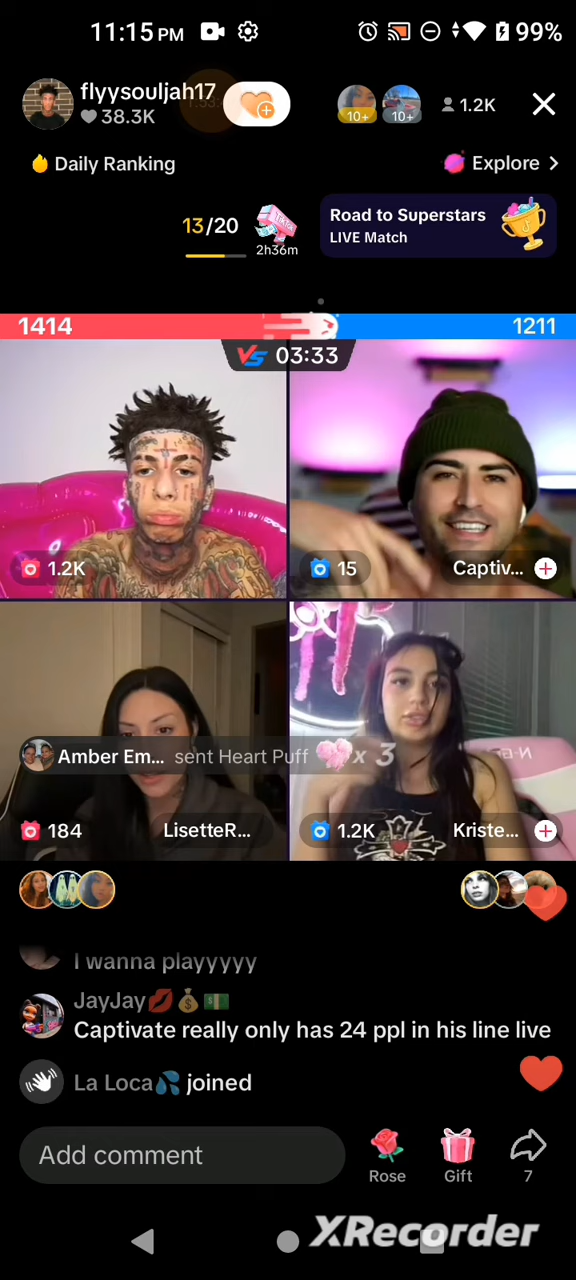 11:15 PM
99%
flyysouljah17
38.3K
10+
10+
1.2K
Daily Ranking
Explore
13/20
TikTok
2h36m
Road to Superstars
LIVE Match
1414
1211
VS 03:33
1.2K
15
Captiv...
Amber Em... sent Heart Puff x 3
184
LisetteR...
1.2K
Kriste...
I wanna playyyyy
JayJay💋💰💵
Captivate really only has 24 ppl in his line live
La Loca💦 joined
Add comment
Rose
Gift
7
XRecorder